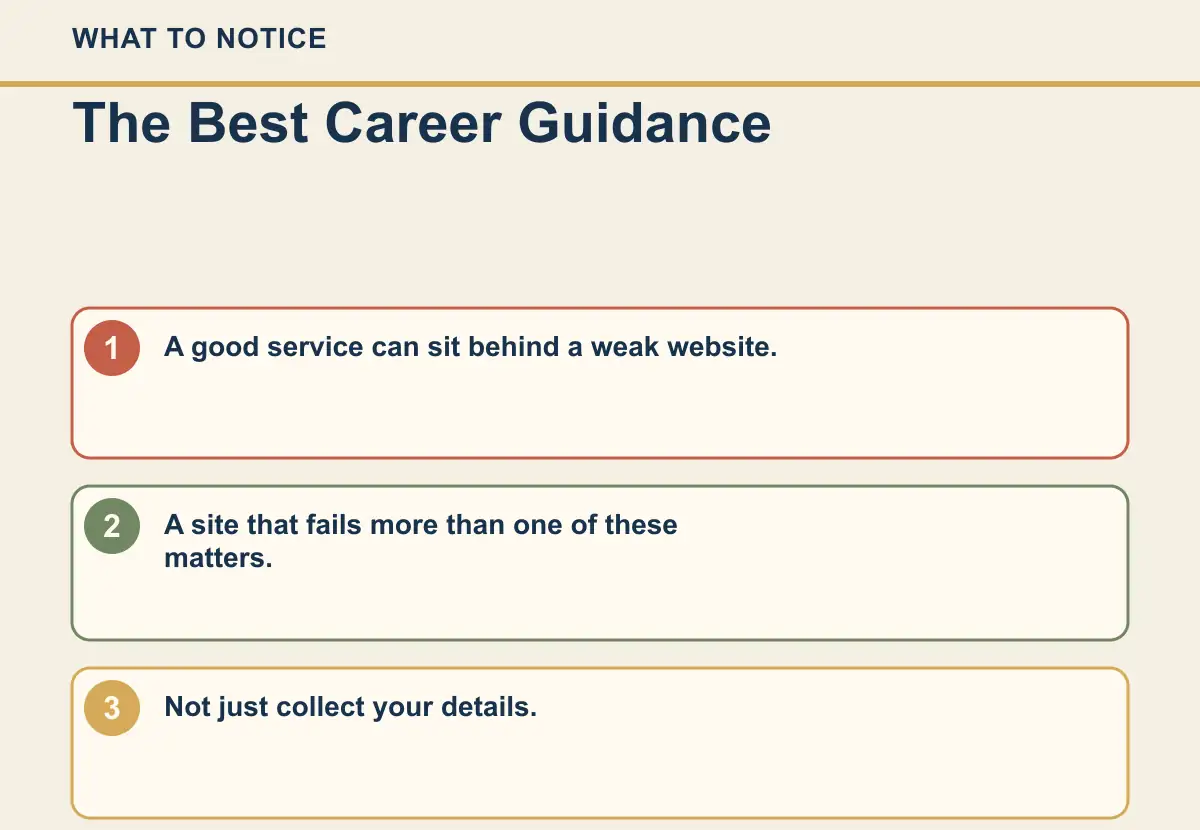 WHAT TO NOTICE
The Best Career Guidance
1
A good service can sit behind a weak website.
2
A site that fails more than one of these
matters.
3
Not just collect your details.